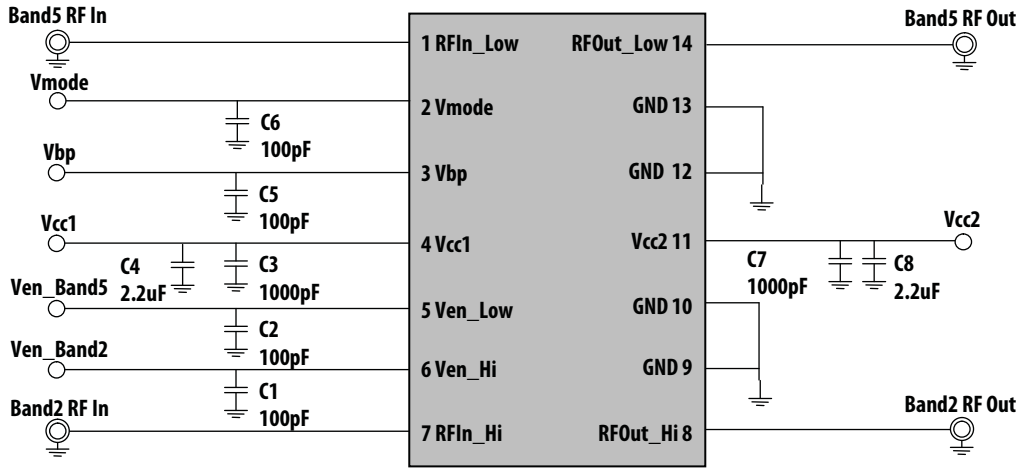 Band5 RF In
Band5 RF Out
1 RFIn_Low
RFOut_Low 14
Vmode
2 Vmode
GND 13
C6
100pF
Vbp
3 Vbp
GND 12
C5
100pF
Vcc1
4 Vcc1
Vcc2 11
Vcc2
C4
2.2uF
C3
1000pF
C7
1000pF
C8
2.2uF
Ven_Band5
5 Ven_Low
GND 10
C2
100pF
Ven_Band2
6 Ven_Hi
GND 9
C1
100pF
Band2 RF In
Band2 RF Out
7 RFIn_Hi
RFOut_Hi 8